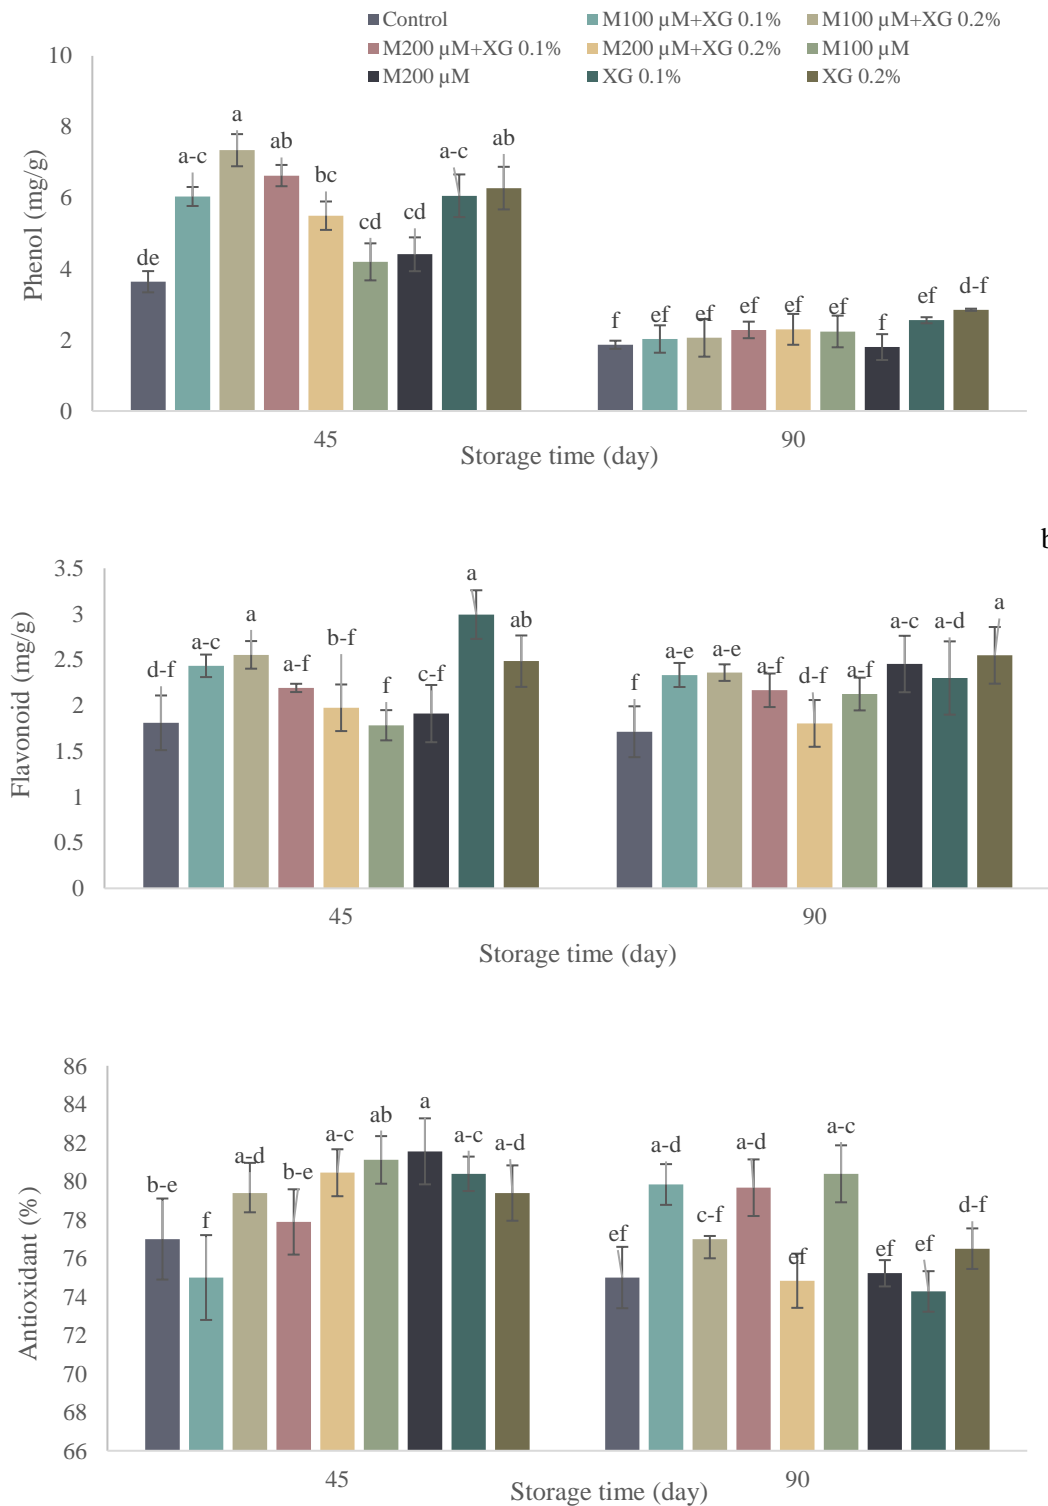 Control M100 µM+XG 0.1% M100 µM+XG 0.2%
M200 µM+XG 0.1% M200 µM+XG 0.2% M100 µM
M200 µM XG 0.1% XG 0.2%
Phenol (mg/g)
10
8
6
4
2
0
de a-c a ab bc cd cd a-c ab
f ef ef ef ef ef f ef d-f
45 90
Storage time (day)
b
Flavonoid (mg/g)
3.5
3
2.5
2
1.5
1
0.5
0
d-f a-c a a-f b-f f c-f a ab
f a-e a-e a-f d-f a-f a-c a-d a
45 90
Storage time (day)
Antioxidant (%)
86
84
82
80
78
76
74
72
70
68
66
b-e f a-d b-e a-c ab a a-c a-d
ef a-d c-f a-d ef a-c ef ef d-f
45 90
Storage time (day)